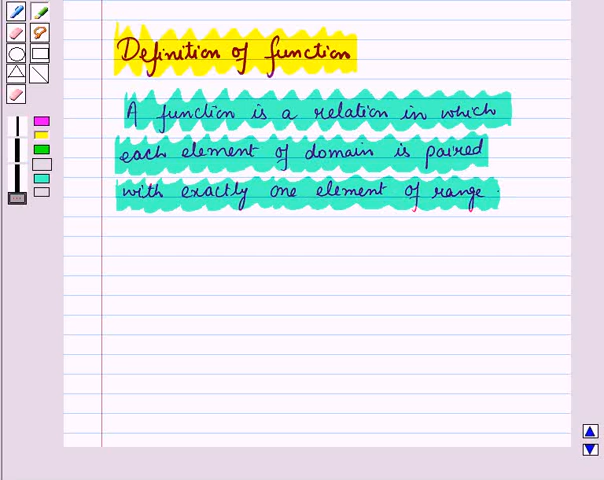 Definition of function
A function is a relation in which
each element of domain is paired
with exactly one element of range.